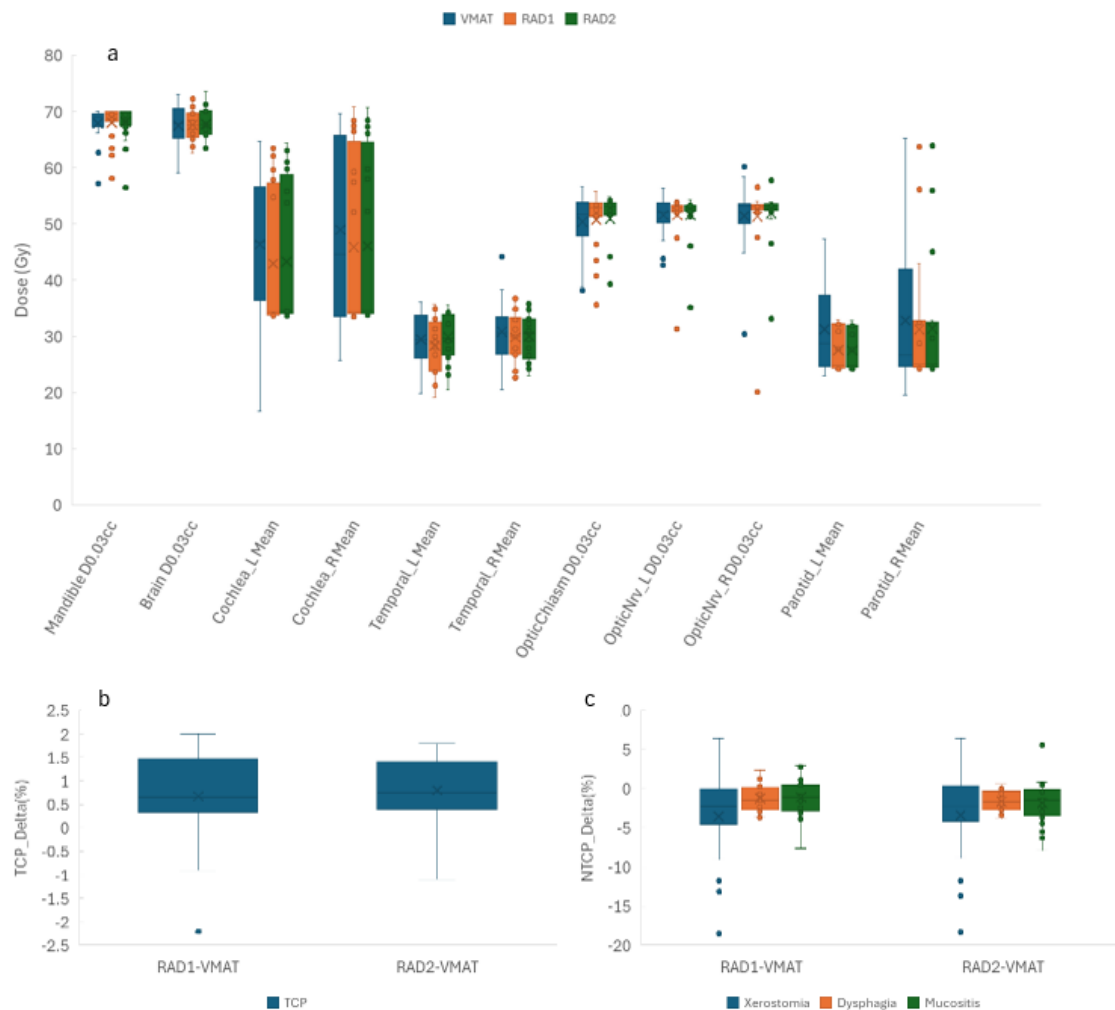 VMAT RAD1 RAD2
a
80
70
60
50
40
30
20
10
0
Dose (Gy)
Mandible D0.03cc
Brain D0.03cc
Cochlea_L Mean
Cochlea_R Mean
Temporal_L Mean
Temporal_R Mean
OpticChiasm D0.03cc
OpticNrv_L D0.03cc
OpticNrv_R D0.03cc
Parotid_L Mean
Parotid_R Mean
b
2.5
2
1.5
1
0.5
0
-0.5
-1
-1.5
-2
-2.5
TCP_Delta(%)
RAD1-VMAT RAD2-VMAT
TCP
c
0
5
0
-5
-10
-15
-20
NTCP_Delta(%)
RAD1-VMAT RAD2-VMAT
Xerostomia Dysphagia Mucositis